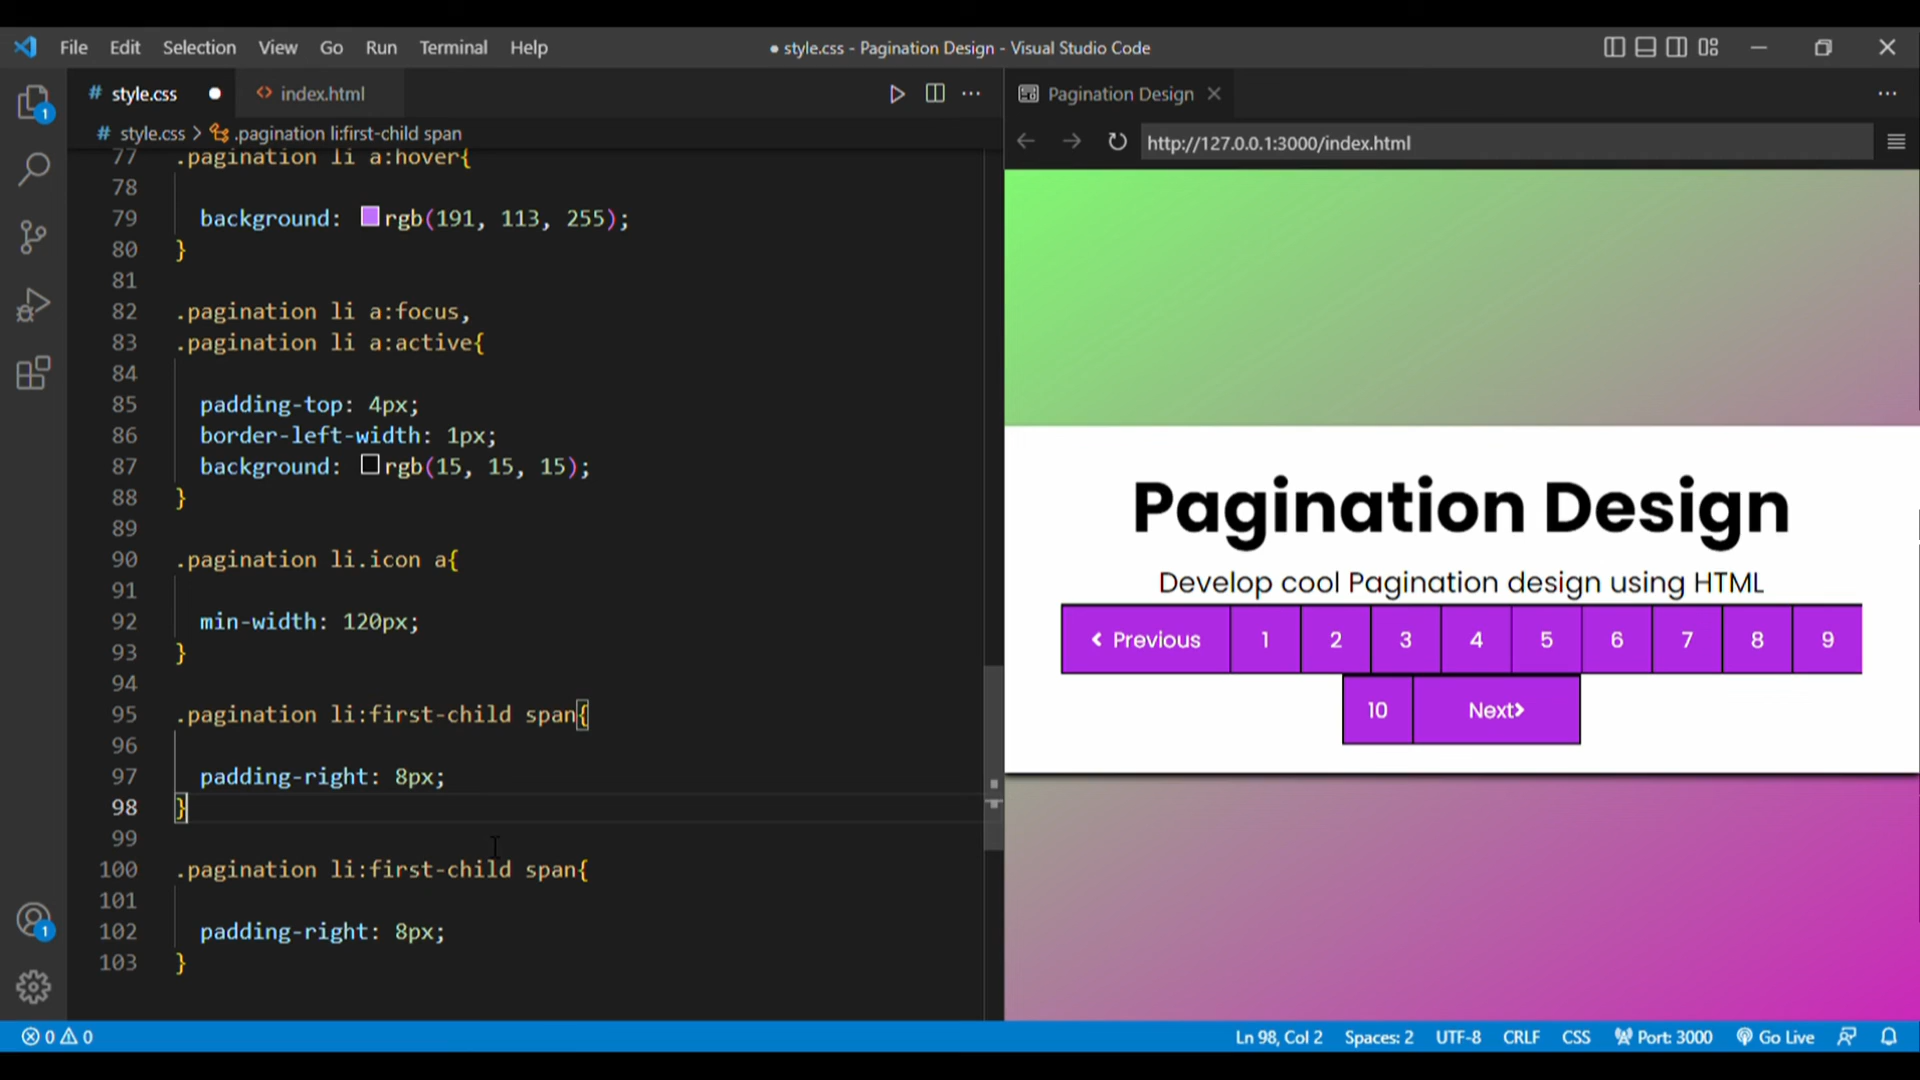 File Edit Selection View Go Run Terminal Help
● style.css - Pagination Design - Visual Studio Code
# style.css
<> index.html
Pagination Design
# style.css > .pagination li:first-child span
http://127.0.0.1:3000/index.html
77 .pagination li a:hover{
78
79 background: rgb(191, 113, 255);
80 }
81
82 .pagination li a:focus,
83 .pagination li a:active{
84
85 padding-top: 4px;
86 border-left-width: 1px;
87 background: rgb(15, 15, 15);
88 }
89
90 .pagination li.icon a{
91
92 min-width: 120px;
93 }
94
95 .pagination li:first-child span{
96
97 padding-right: 8px;
98 }
99
100 .pagination li:first-child span{
101
102 padding-right: 8px;
103 }
1
1
Pagination Design
Develop cool Pagination design using HTML
Previous 1 2 3 4 5 6 7 8 9
10 Next
0 0
Ln 98, Col 2 Spaces: 2 UTF-8 CRLF CSS Port: 3000 Go Live